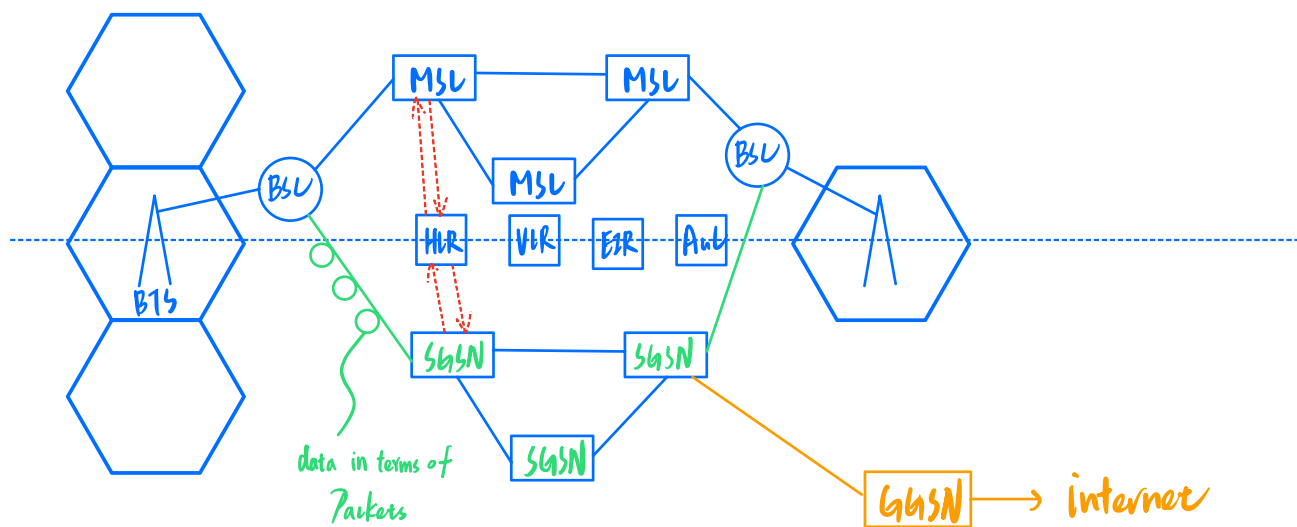 MSC
MSC
BSC
BSC
MSC
HLR
VLR
EIR
AuC
BTS
SGSN
SGSN
SGSN
data in terms of
Packets
GGSN
internet